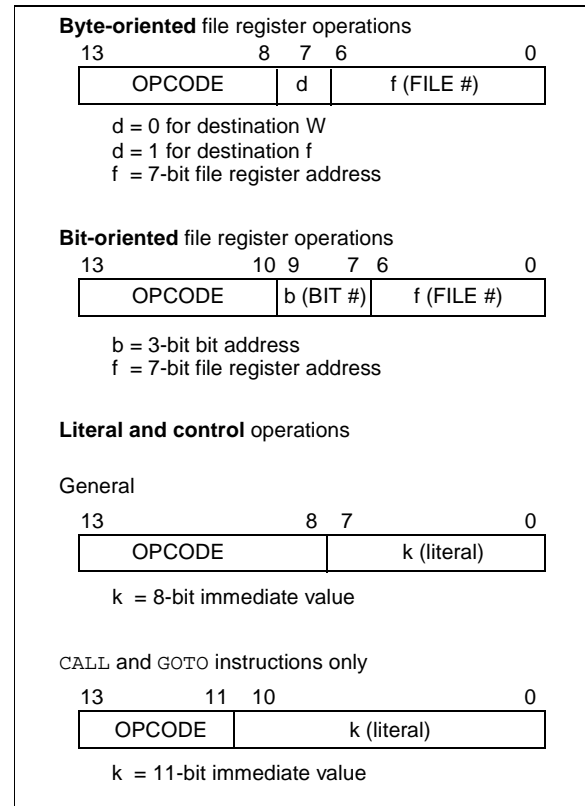 Byte-oriented file register operations
13 8 7 6 0
OPCODE d f (FILE #)
d = 0 for destination W
d = 1 for destination f
f = 7-bit file register address
Bit-oriented file register operations
13 10 9 7 6 0
OPCODE b (BIT #) f (FILE #)
b = 3-bit bit address
f = 7-bit file register address
Literal and control operations
General
13 8 7 0
OPCODE k (literal)
k = 8-bit immediate value
CALL and GOTO instructions only
13 11 10 0
OPCODE k (literal)
k = 11-bit immediate value